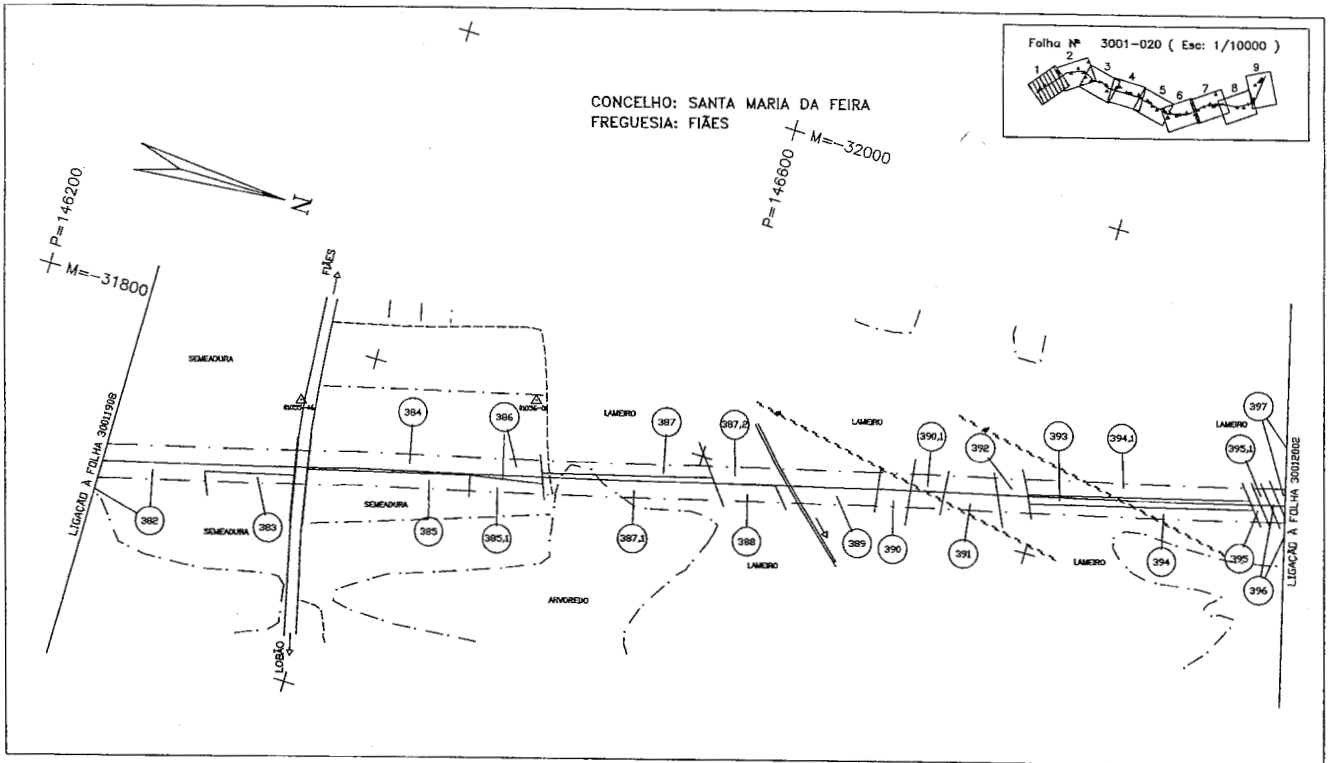 Folha Nº 3001-020 ( Esc: 1/10000 )
1
2
3
4
5
6
7
8
9
CONCELHO: SANTA MARIA DA FEIRA
FREGUESIA: FIÃES
M=-32000
P=146600
N
P=146200
M=-31800
FIÃES
SEMEADURA
LIGAÇÃO À FOLHA 30011908
384
386
LAMEIRO
387
387,2
LAMEIRO
390,1
392
393
394,1
LAMEIRO
397
395,1
382
383
SEMEADURA
SEMEADURA
385
385,1
387,1
388
LAMEIRO
389
390
391
LAMEIRO
394
395
396
LIGAÇÃO À FOLHA 30012002
ARVOREDO
LOBÃO